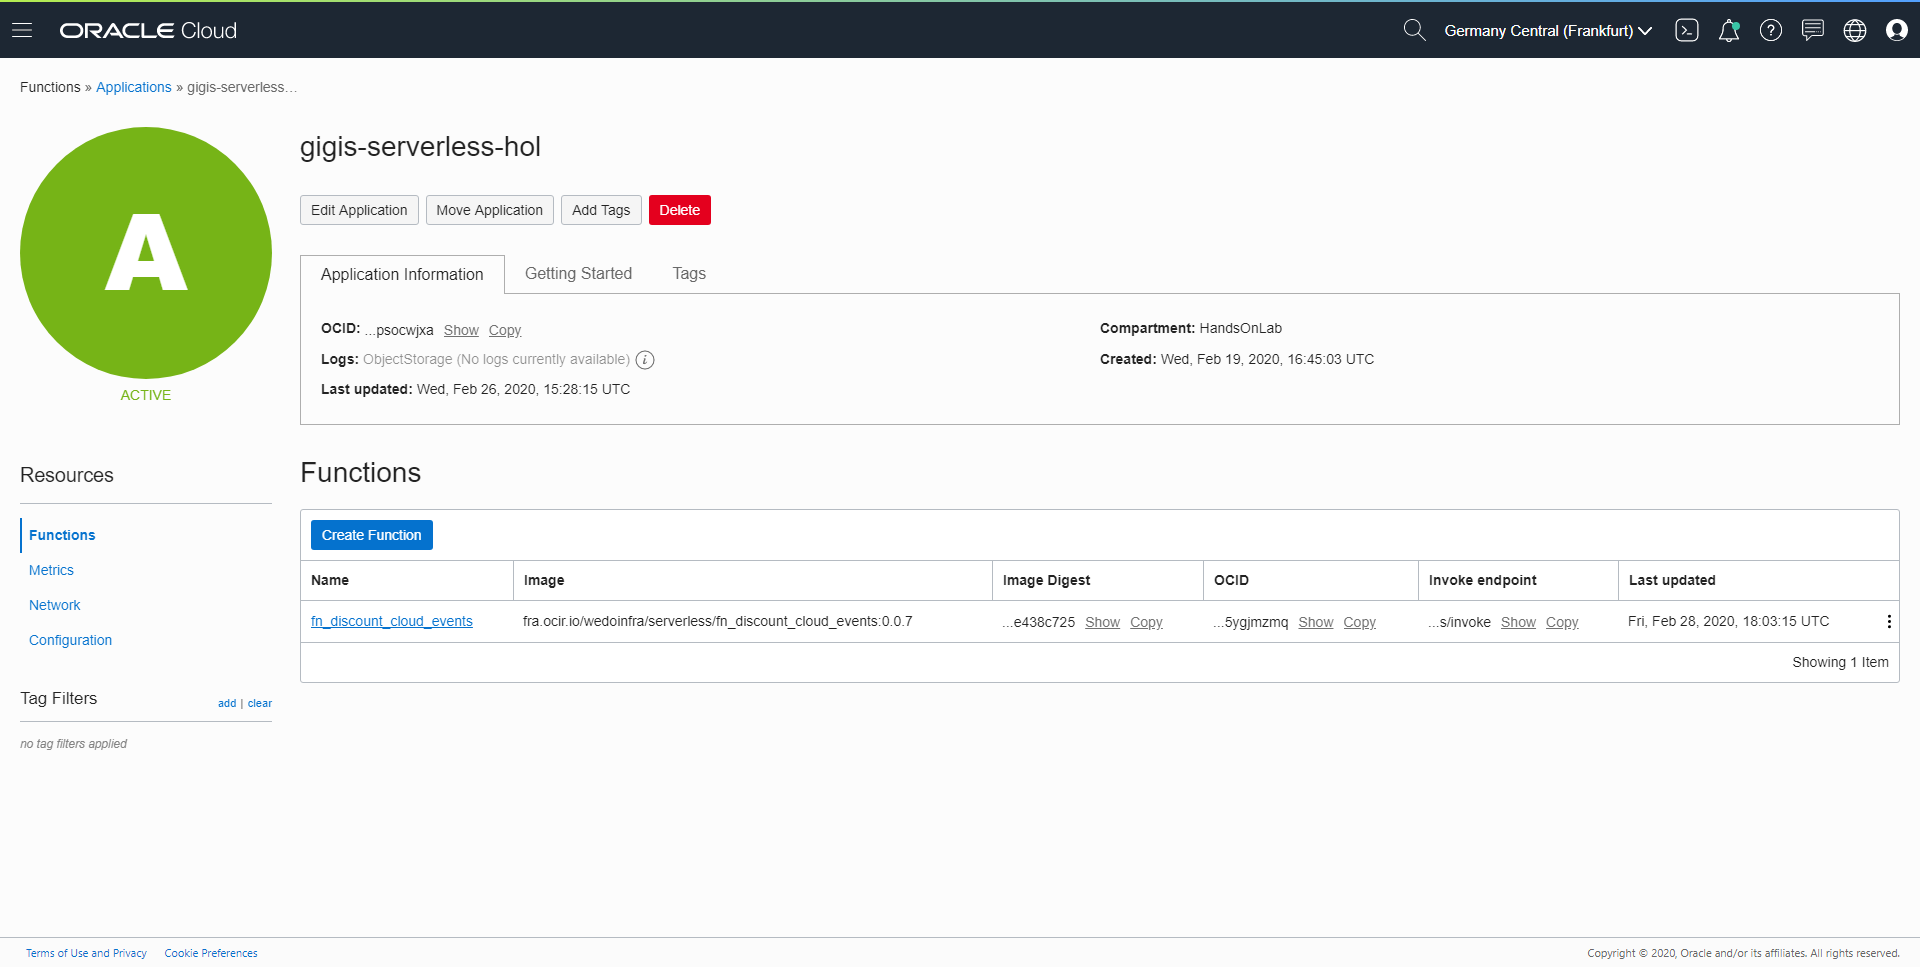 ORACLE Cloud
Germany Central (Frankfurt)
Functions » Applications » gigis-serverless...
A
ACTIVE
gigis-serverless-hol
Edit Application Move Application Add Tags Delete
Application Information Getting Started Tags
OCID: ...psocwjxa Show Copy
Logs: ObjectStorage (No logs currently available) i
Last updated: Wed, Feb 26, 2020, 15:28:15 UTC
Compartment: HandsOnLab
Created: Wed, Feb 19, 2020, 16:45:03 UTC
Resources
Functions
Metrics
Network
Configuration
Tag Filters add | clear
no tag filters applied
Functions
Create Function
Name Image Image Digest OCID Invoke endpoint Last updated
fn_discount_cloud_events fra.ocir.io/wedoinfra/serverless/fn_discount_cloud_events:0.0.7 ...e438c725 Show Copy ...5ygjmzmq Show Copy ...s/invoke Show Copy Fri, Feb 28, 2020, 18:03:15 UTC
Showing 1 Item
Terms of Use and Privacy Cookie Preferences
Copyright © 2020, Oracle and/or its affiliates. All rights reserved.